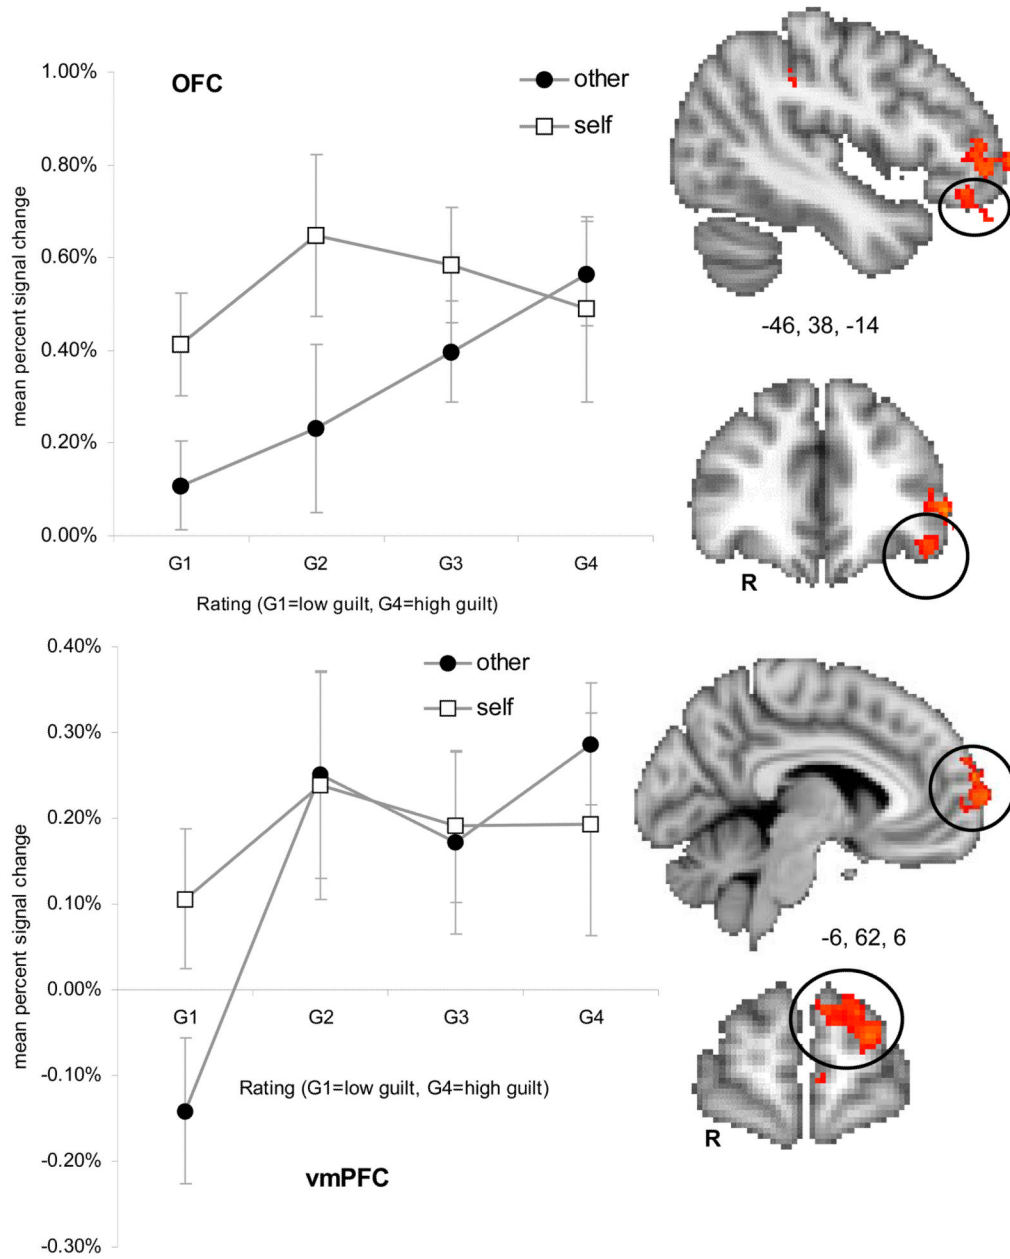 OFC
other
self
mean percent signal change
1.00%
0.80%
0.60%
0.40%
0.20%
0.00%
G1 G2 G3 G4
Rating (G1=low guilt, G4=high guilt)
-46, 38, -14
R
other
self
mean percent signal change
0.40%
0.30%
0.20%
0.10%
0.00%
-0.10%
-0.20%
-0.30%
G1 G2 G3 G4
Rating (G1=low guilt, G4=high guilt)
vmPFC
-6, 62, 6
R